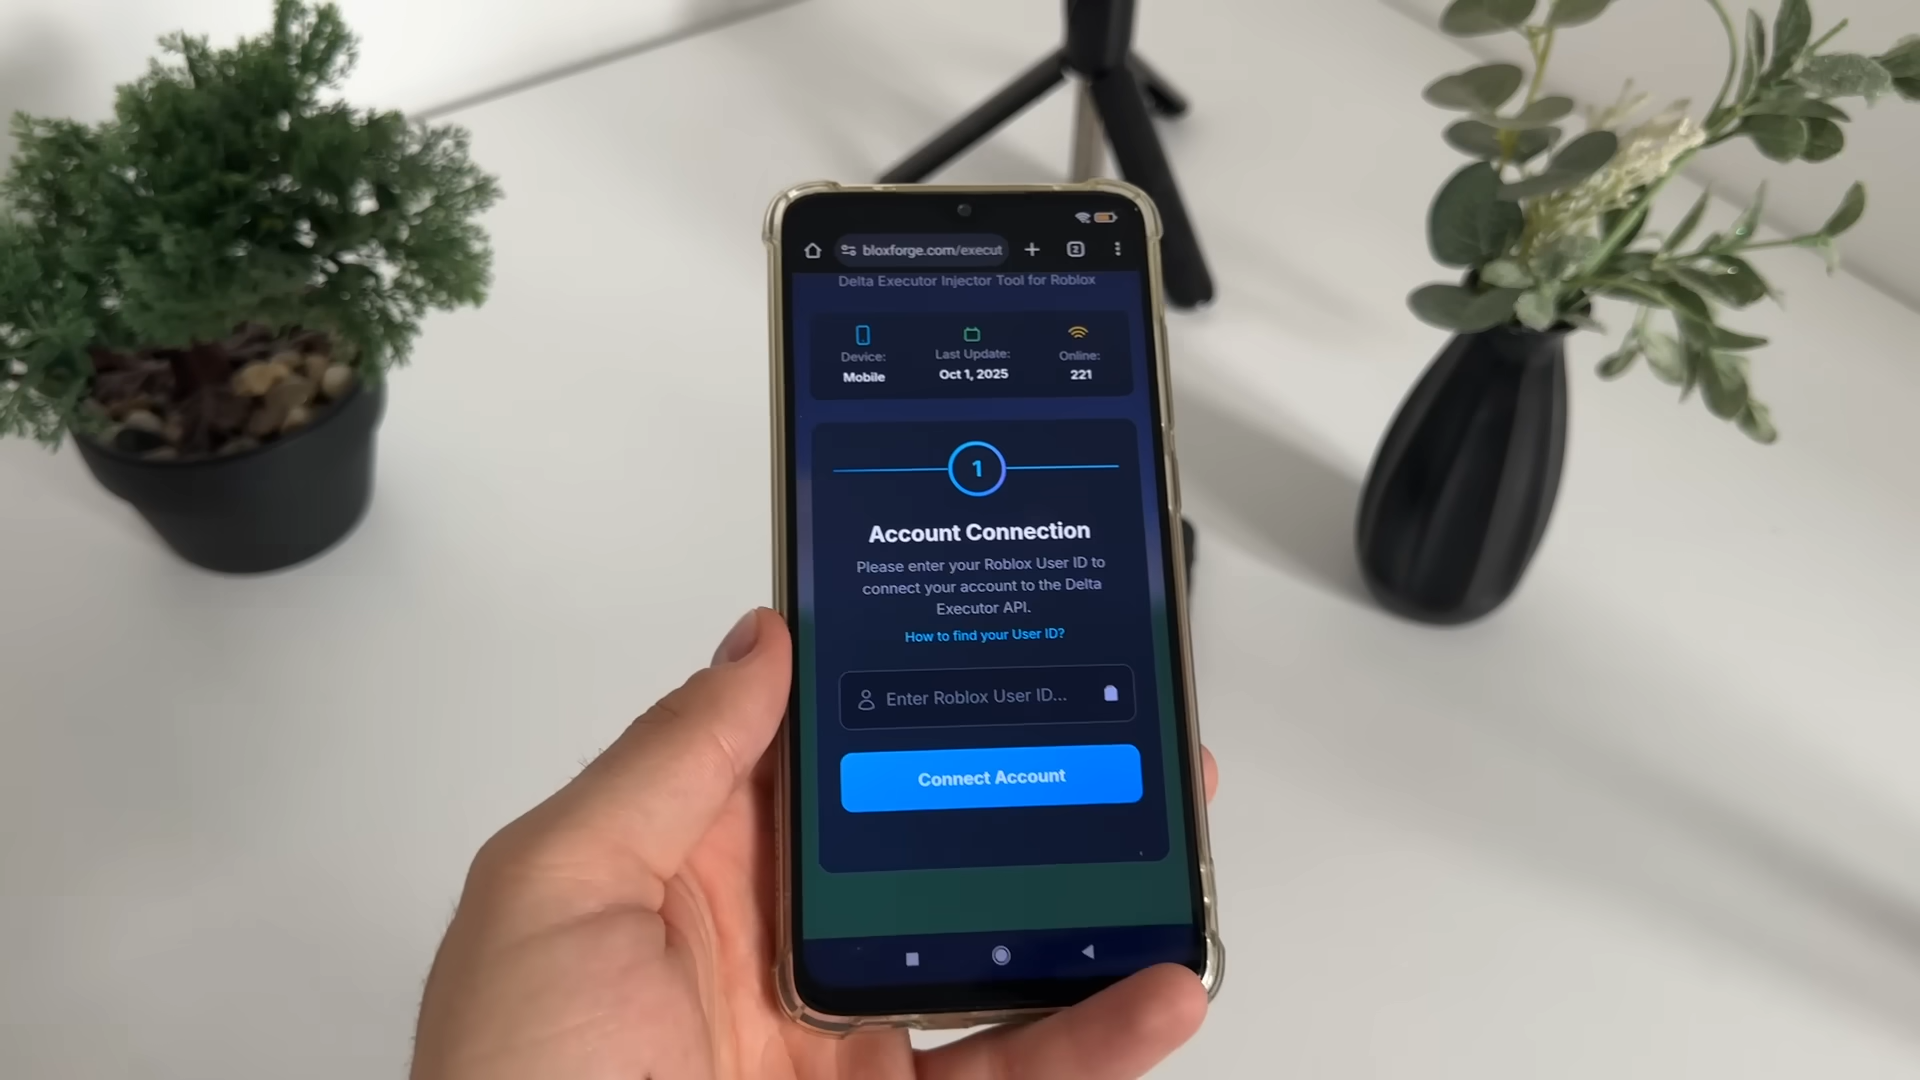 bloxforge.com/execut
2
Delta Executor Injector Tool for Roblox
Device:
Mobile
Last Update:
Oct 1, 2025
Online:
221
1
Account Connection
Please enter your Roblox User ID to
connect your account to the Delta
Executor API.
How to find your User ID?
Enter Roblox User ID...
Connect Account